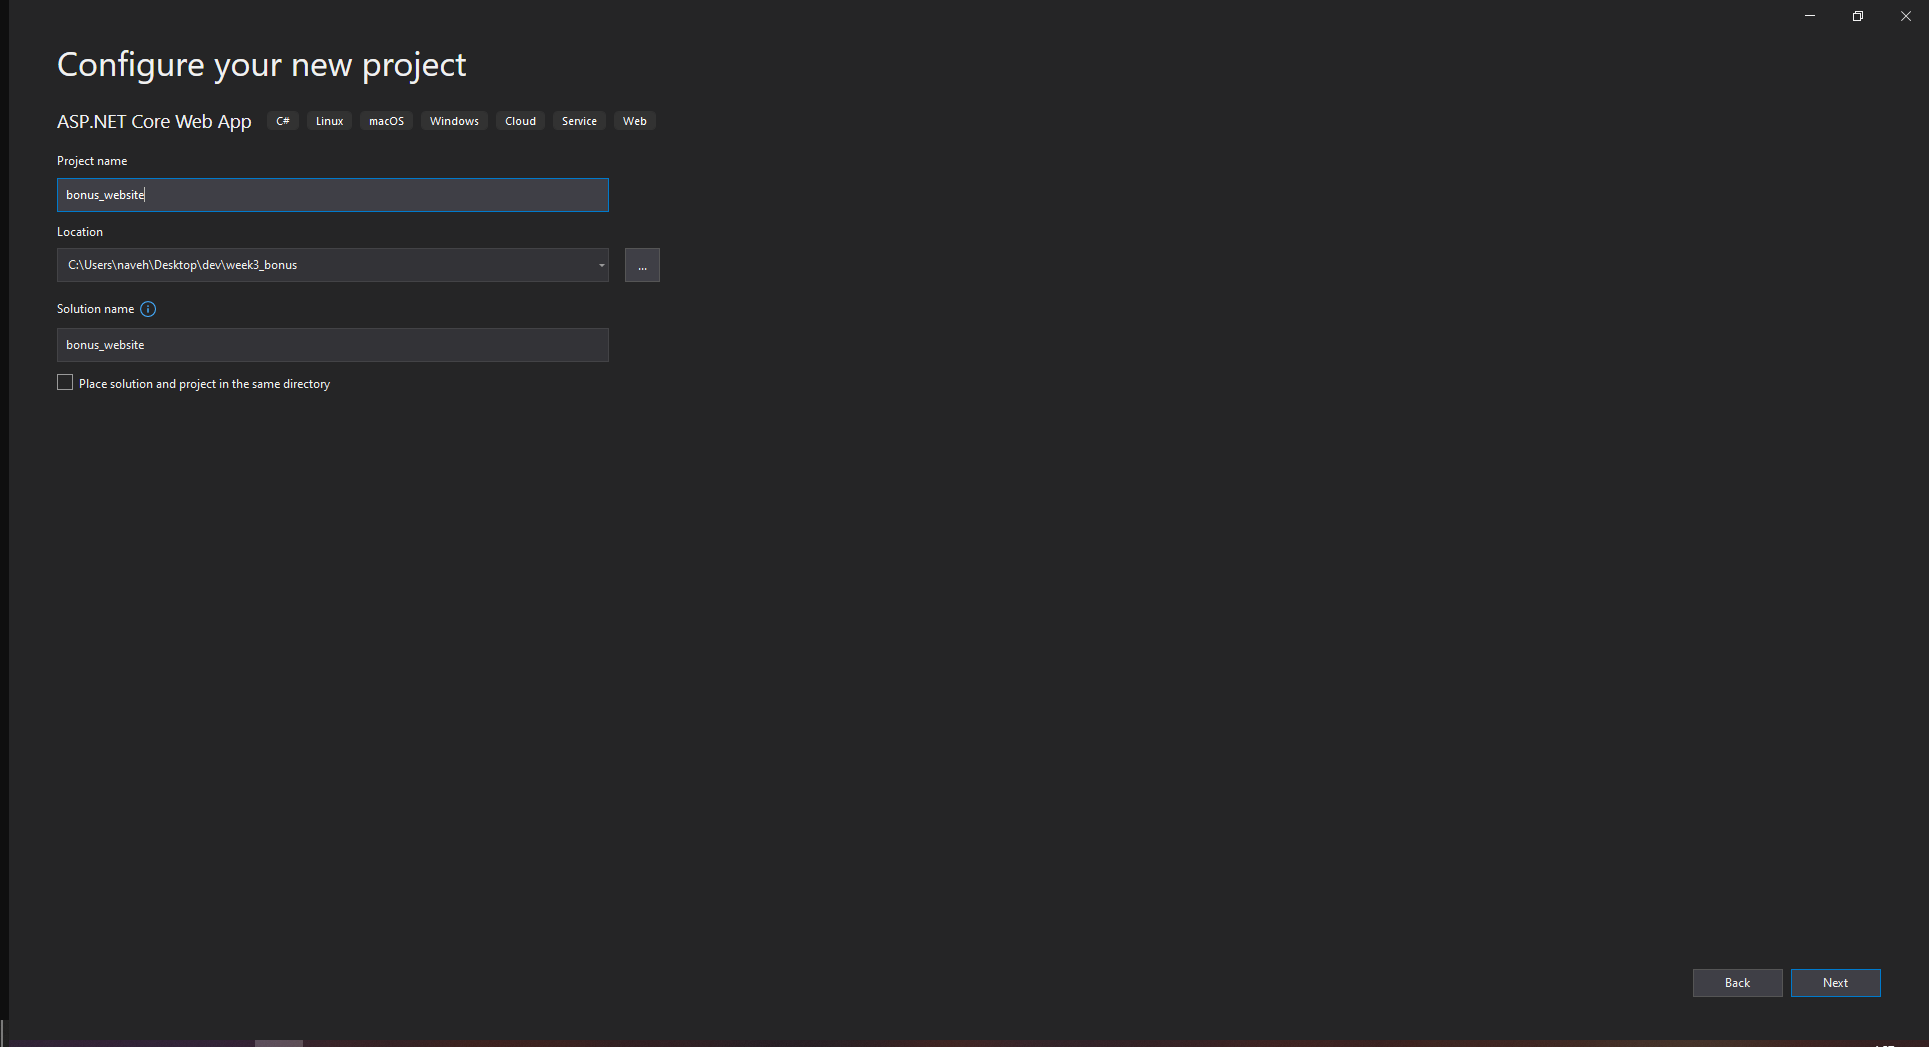 Configure your new project
ASP.NET Core Web App C# Linux macOS Windows Cloud Service Web
Project name
bonus_website
Location
C:\Users\naveh\Desktop\dev\week3_bonus
...
Solution name
bonus_website
Place solution and project in the same directory
Back Next